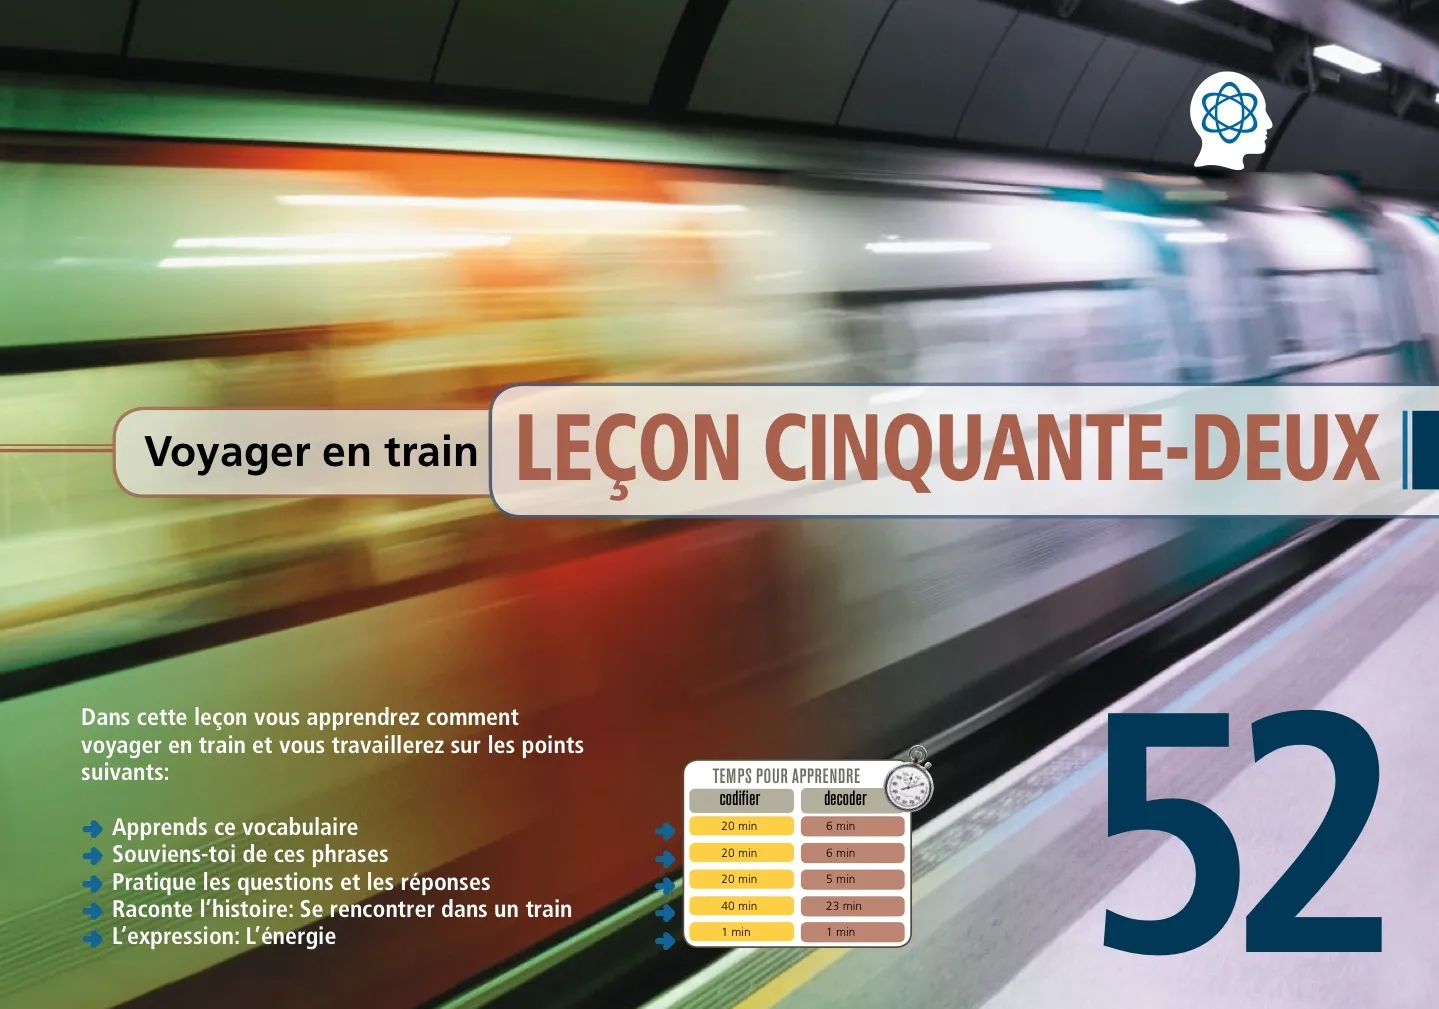 Voyager en train
LEÇON CINQUANTE-DEUX
Dans cette leçon vous apprendrez comment
voyager en train et vous travaillerez sur les points
suivants:
Apprends ce vocabulaire
Souviens-toi de ces phrases
Pratique les questions et les réponses
Raconte l’histoire: Se rencontrer dans un train
L’expression: L’énergie
TEMPS POUR APPRENDRE
codifier decoder
20 min 6 min
20 min 6 min
20 min 5 min
40 min 23 min
1 min 1 min
52